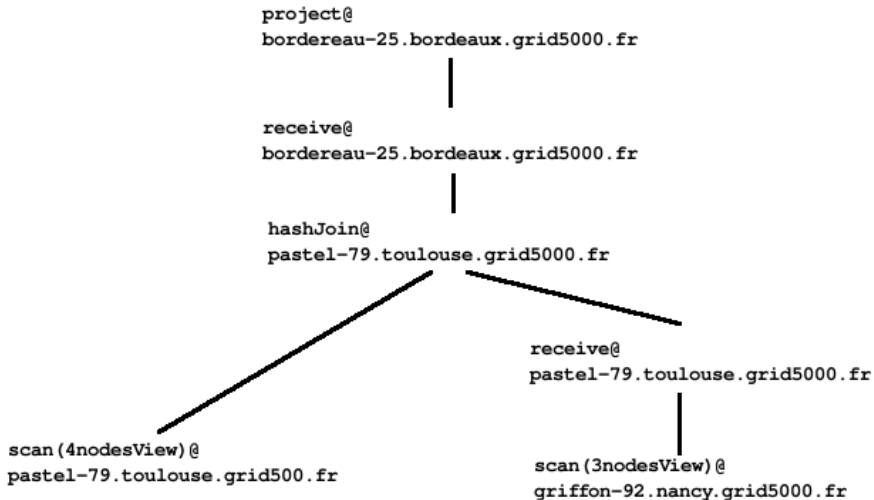 project@
bordereau-25.bordeaux.grid5000.fr
receive@
bordereau-25.bordeaux.grid5000.fr
hashJoin@
pastel-79.toulouse.grid5000.fr
receive@
pastel-79.toulouse.grid5000.fr
scan(4nodesView)@
pastel-79.toulouse.grid500.fr
scan(3nodesView)@
griffon-92.nancy.grid5000.fr